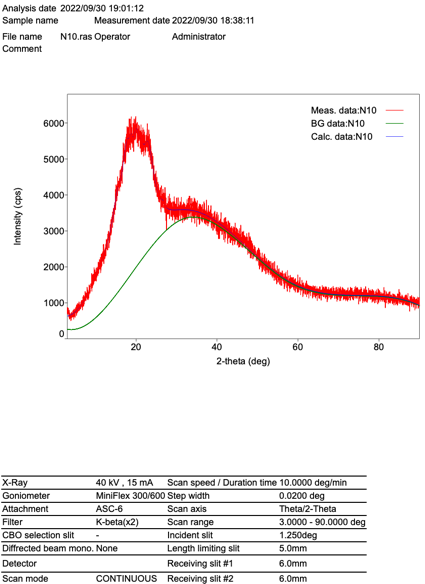 Analysis date 2022/09/30 19:01:12
Sample name Measurement date 2022/09/30 18:38:11
File name N10.ras Operator Administrator
Comment
Meas. data:N10
BG data:N10
Calc. data:N10
6000
5000
4000
3000
2000
1000
0
Intensity (cps)
20 40 60 80
2-theta (deg)
X-Ray 40 kV , 15 mA Scan speed / Duration time 10.0000 deg/min
Goniometer MiniFlex 300/600 Step width 0.0200 deg
Attachment ASC-6 Scan axis Theta/2-Theta
Filter K-beta(x2) Scan range 3.0000 - 90.0000 deg
CBO selection slit - Incident slit 1.250deg
Diffrected beam mono. None Length limiting slit 5.0mm
Detector Receiving slit #1 6.0mm
Scan mode CONTINUOUS Receiving slit #2 6.0mm